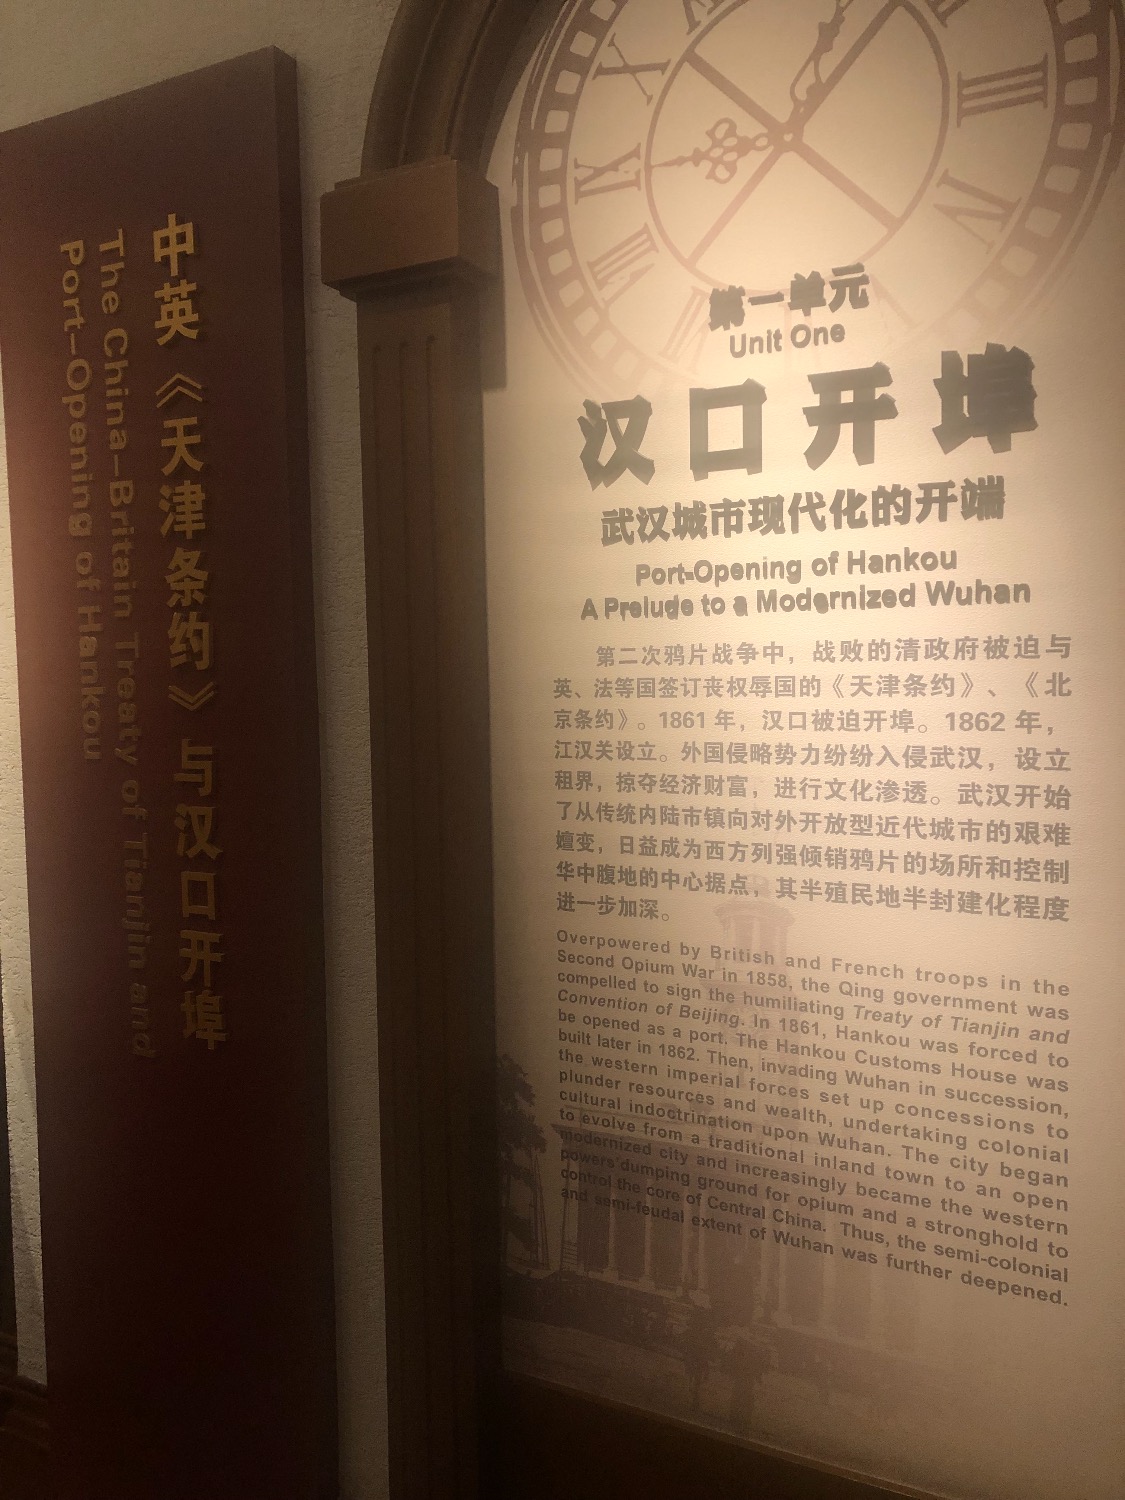 中英《天津条约》与汉口开埠
The China-Britain Treaty of Tianjin and
Port-Opening of Hankou
第一单元
Unit One
汉口开埠
武汉城市现代化的开端
Port-Opening of Hankou
A Prelude to a Modernized Wuhan
第二次鸦片战争中，战败的清政府被迫与
英、法等国签订丧权辱国的《天津条约》、《北
京条约》。1861 年，汉口被迫开埠。1862 年，
江汉关设立。外国侵略势力纷纷入侵武汉，设立
租界，掠夺经济财富，进行文化渗透。武汉开始
了从传统内陆市镇向对外开放型近代城市的艰难
嬗变，日益成为西方列强倾销鸦片的场所和控制
华中腹地的中心据点，其半殖民地半封建化程度
进一步加深。
Overpowered by British and French troops in the
Second Opium War in 1858, the Qing government was
compelled to sign the humiliating Treaty of Tianjin and
Convention of Beijing. In 1861, Hankou was forced to
be opened as a port. The Hankou Customs House was
built later in 1862. Then, invading Wuhan in succession,
the western imperial forces set up concessions to
plunder resources and wealth, undertaking colonial
cultural indoctrination upon Wuhan. The city began
to evolve from a traditional inland town to an open
modernized city and increasingly became the western
powers' dumping ground for opium and a stronghold to
control the core of Central China. Thus, the semi-colonial
and semi-feudal extent of Wuhan was further deepened.